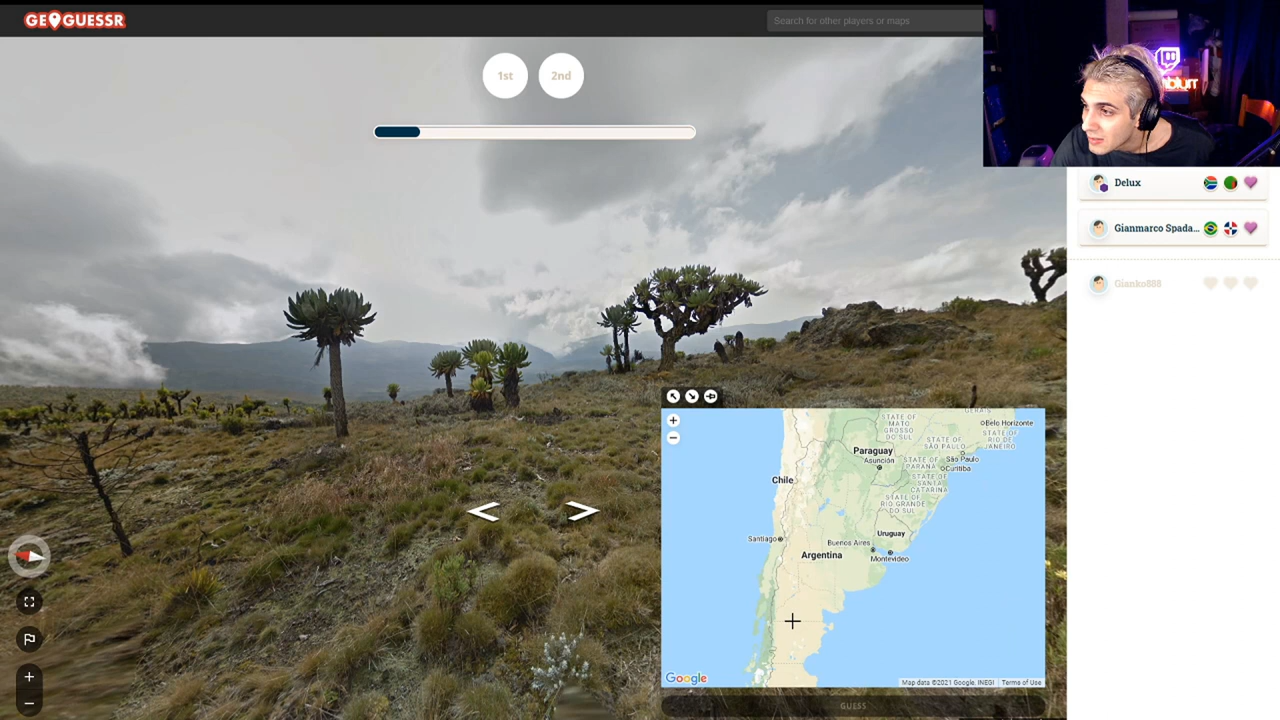 GEOGUESSR
Search for other players or maps
1st
2nd
Delux
Gianmarco Spada...
Gianko888
GERAIS
Belo Horizonte
STATE OF
MATO
GROSSO
DO SUL
STATE OF
RIO DE
JANEIRO
STATE OF
SÃO PAULO
Paraguay
Asunción
STATE OF
PARANÁ
São Paulo
Curitiba
STATE OF
SANTA
CATARINA
Chile
STATE OF
RIO GRANDE
DO SUL
Santiago
Buenos Aires
Uruguay
Argentina
Montevideo
Google
Map data ©2021 Google, INEGI
Terms of Use
GUESS